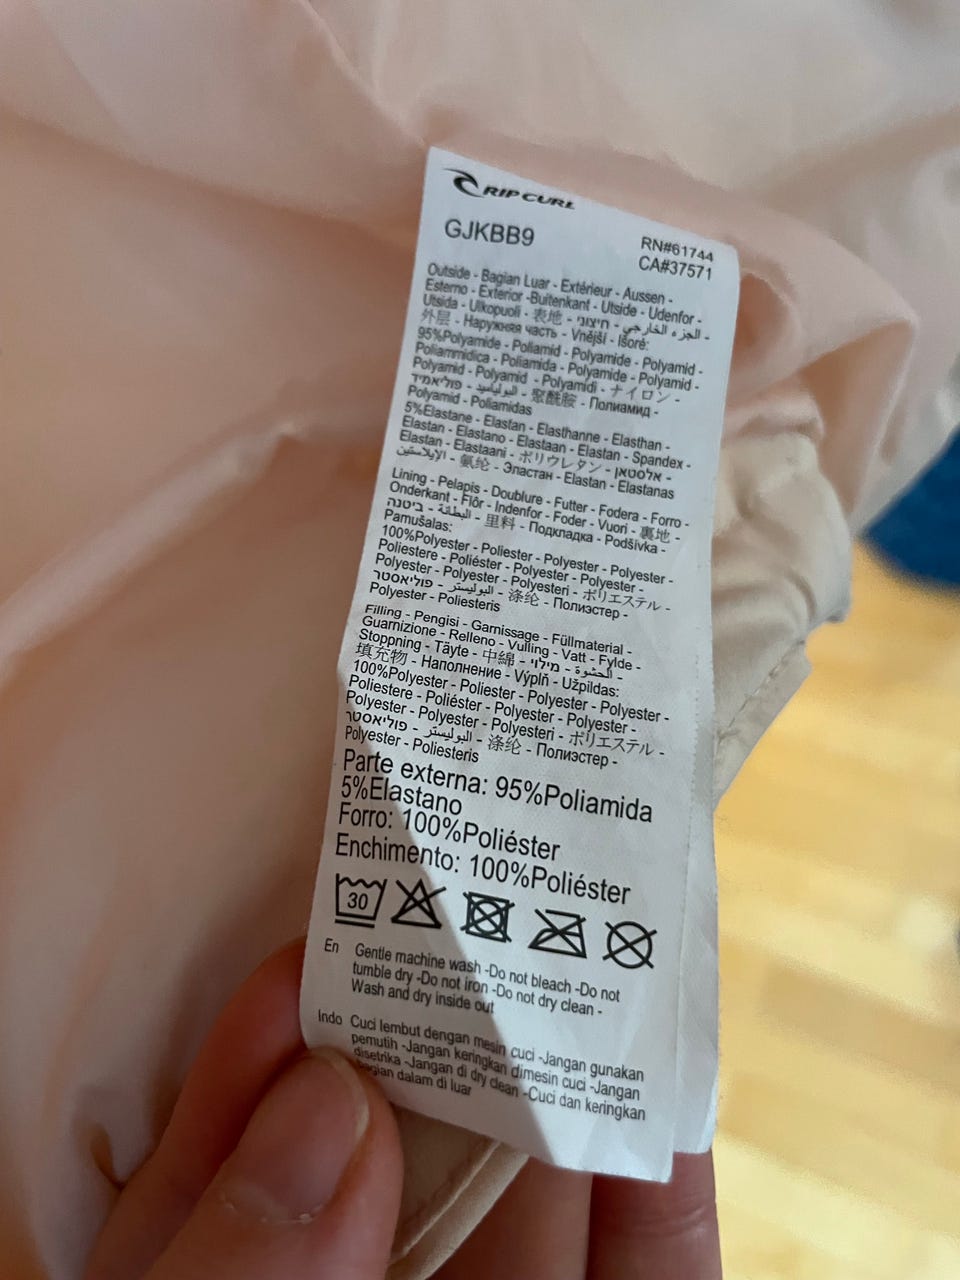 RIP CURL
GJKBB9
RN#61744
CA#37571
Outside - Bagian Luar - Extérieur - Aussen -
Esterno - Exterior -Buitenkant - Utside - Udenfor -
Utsida - Ulkopuoli - 表地 - חיצוני - الجزء الخارجي -
外层 - Наружняя часть - Vnější - Išorė:
95%Polyamide - Poliamid - Polyamide - Polyamid -
Poliammidica - Poliamida - Polyamide - Polyamid -
Polyamid - Polyamid - Polyamidi - ナイロン -
פוליאמיד - البولياميد - 聚酰胺 - Полиамид -
Polyamid - Poliamidas
5%Elastane - Elastan - Elasthanne - Elasthan -
Elastan - Elastano - Elastaan - Elastan - Spandex -
Elastan - Elastaani - ポリウレタン - אלסטאן -
الإيلاستين - 氨纶 - Эластан - Elastan - Elastanas
Lining - Pelapis - Doublure - Futter - Fodera - Forro -
Onderkant - Flôr - Indenfor - Foder - Vuori - 裏地 -
ביטנה - البطانة - 里料 - Подкладка - Podšívka -
Pamušalas:
100%Polyester - Poliester - Polyester - Polyester -
Poliestere - Poliéster - Polyester - Polyester -
Polyester - Polyester - Polyesteri - ポリエステル -
פוליאסטר - البوليستر - 涤纶 - Полиэстер -
Polyester - Poliesteris
Filling - Pengisi - Garnissage - Füllmaterial -
Guarnizione - Relleno - Vulling - Vatt - Fylde -
Stoppning - Täyte - 中綿 - מילוי - الحشوة -
填充物 - Наполнение - Výplň - Užpildas:
100%Polyester - Poliester - Polyester - Polyester -
Poliestere - Poliéster - Polyester - Polyester -
Polyester - Polyester - Polyesteri - ポリエステル -
פוליאסטר - البوليستر - 涤纶 - Полиэстер -
Polyester - Poliesteris
Parte externa: 95%Poliamida
5%Elastano
Forro: 100%Poliéster
Enchimento: 100%Poliéster
30
En Gentle machine wash -Do not bleach -Do not
tumble dry -Do not iron -Do not dry clean -
Wash and dry inside out
Indo Cuci lembut dengan mesin cuci -Jangan gunakan
pemutih -Jangan keringkan dimesin cuci -Jangan
disetrika -Jangan di dry clean -Cuci dan keringkan
bagian dalam di luar